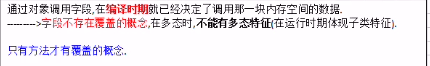 通过对象调用字段,在编译时期就已经决定了调用那一块内存空间的数据.
--------->字段不存在覆盖的概念,在多态时,不能有多态特征(在运行时期体现子类特征).
只有方法才有覆盖的概念.